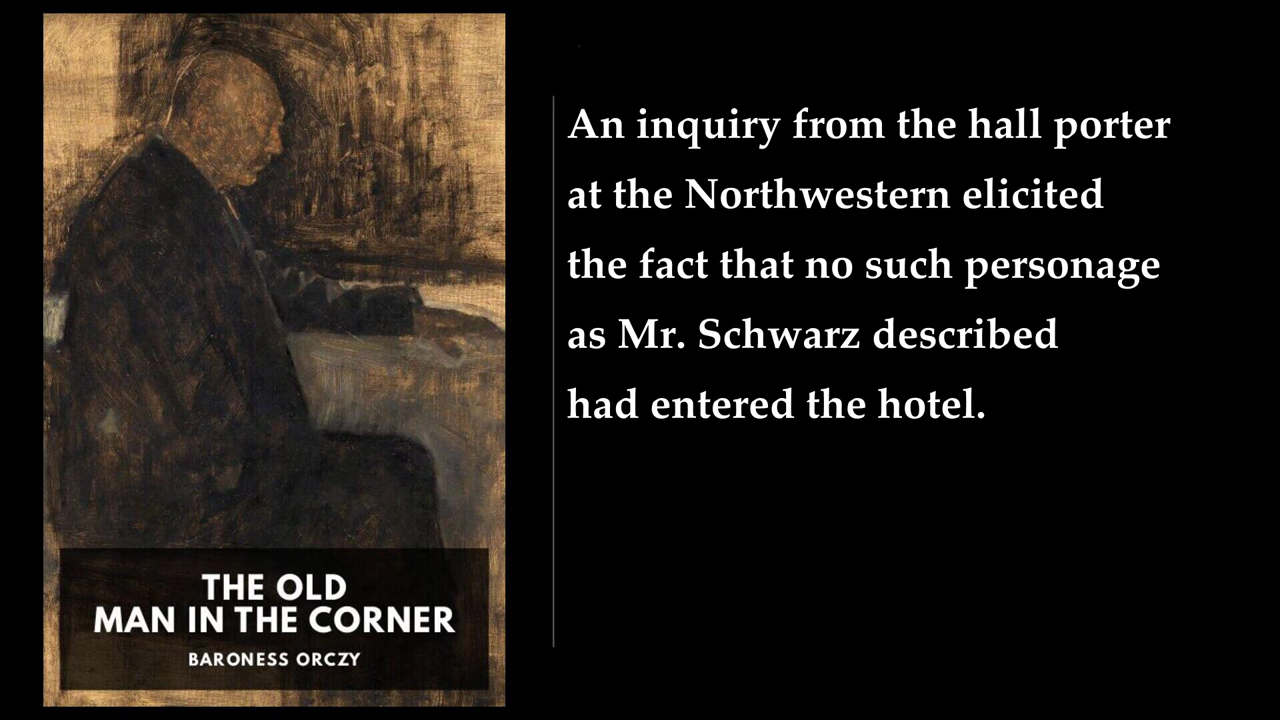 An inquiry from the hall porter
at the Northwestern elicited
the fact that no such personage
as Mr. Schwarz described
had entered the hotel.
THE OLD
MAN IN THE CORNER
BARONESS ORCZY